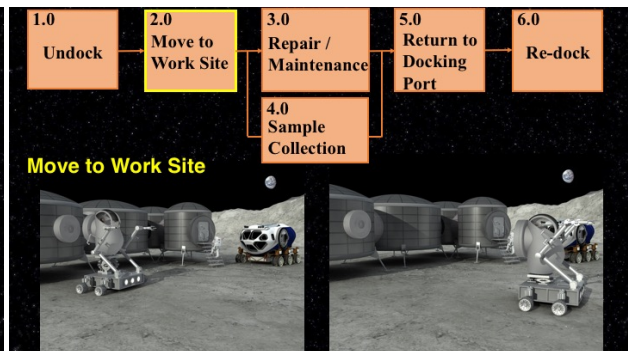 1.0
Undock
2.0
Move to
Work Site
3.0
Repair /
Maintenance
4.0
Sample
Collection
5.0
Return to
Docking
Port
6.0
Re-dock
Move to Work Site